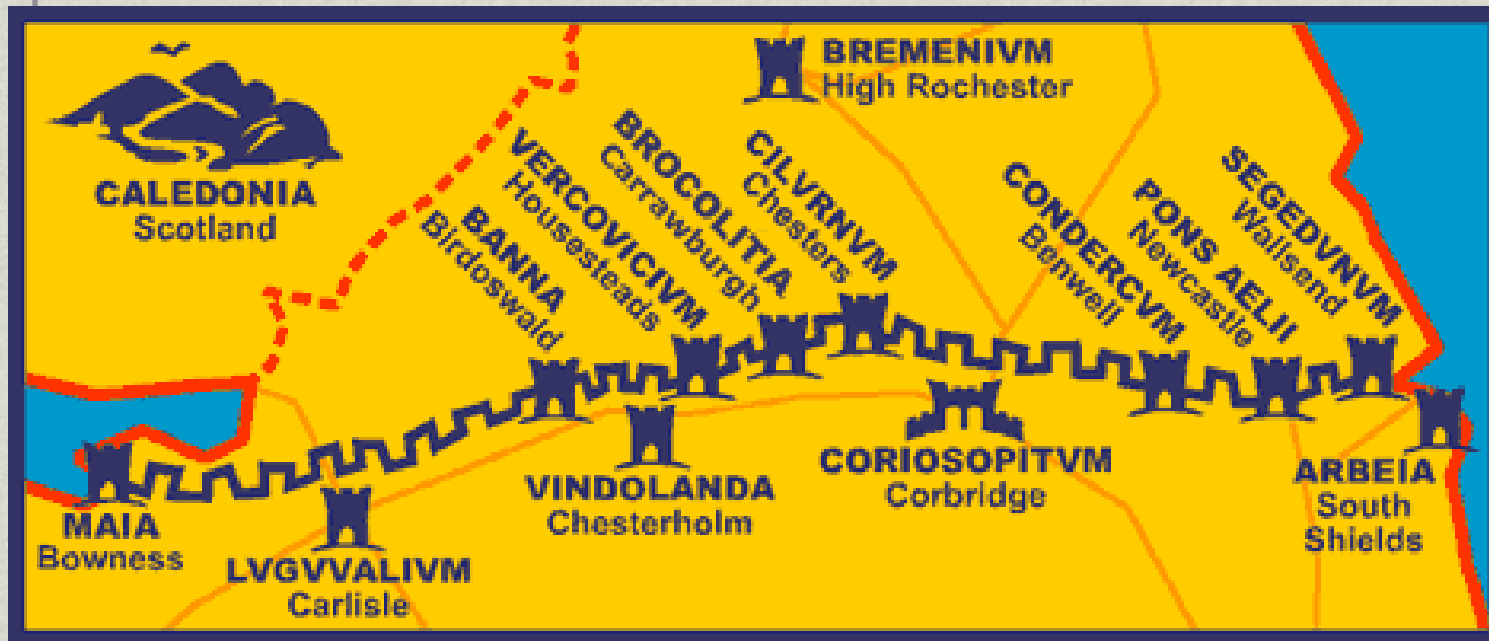 BREMENIVM
High Rochester
CALEDONIA
Scotland
BANNA
Birdoswald
VERCOVICIVM
Housesteads
BROCOLITIA
Carrawburgh
CILVRNVM
Chesters
CONDERCVM
Benwell
PONS AELII
Newcastle
SEGEDVNVM
Wallsend
MAIA
Bowness
LVGVVALIVM
Carlisle
VINDOLANDA
Chesterholm
CORIOSOPITVM
Corbridge
ARBEIA
South
Shields